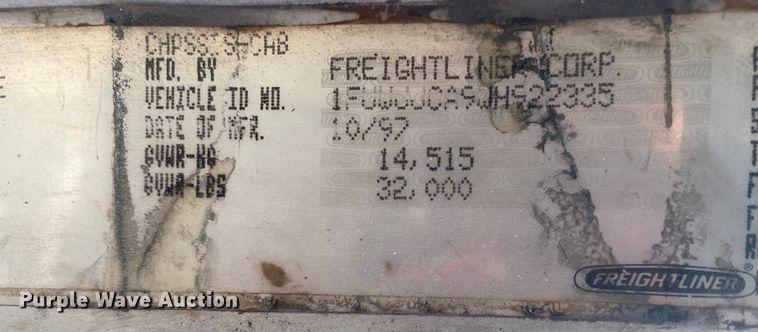 CHASSIS-CAB
MFD. BY FREIGHTLINER CORP.
VEHICLE ID NO.
DATE OF MFR. 10/97
GVWR-KG 14,515
GVWR-LBS 32,000
FREIGHTLINER®
Purple Wave Auction